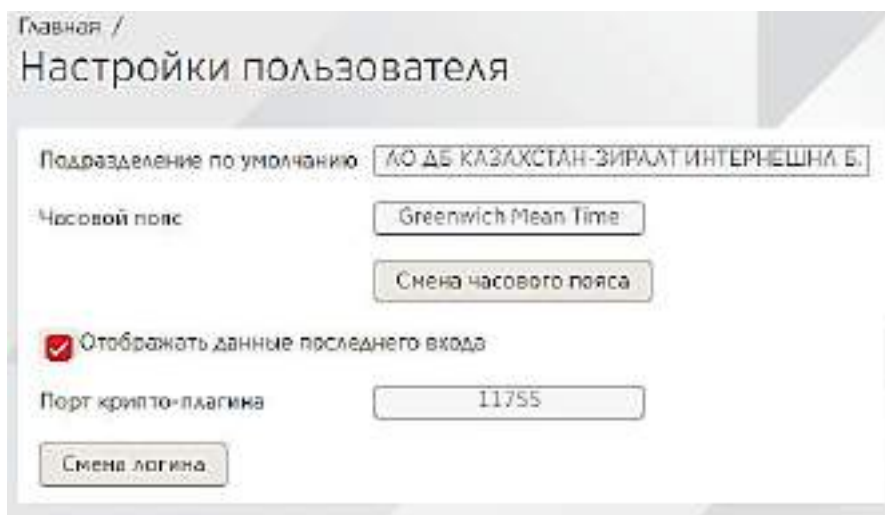 Главная /
Настройки пользователя
Подразделение по умолчанию АО ДБ КАЗАХСТАН-ЗИРААТ ИНТЕРНЕШНЛ Б.
Часовой пояс Greenwich Mean Time
Смена часового пояса
Отображать данные последнего входа
Порт крипто-плагина 11755
Смена логина